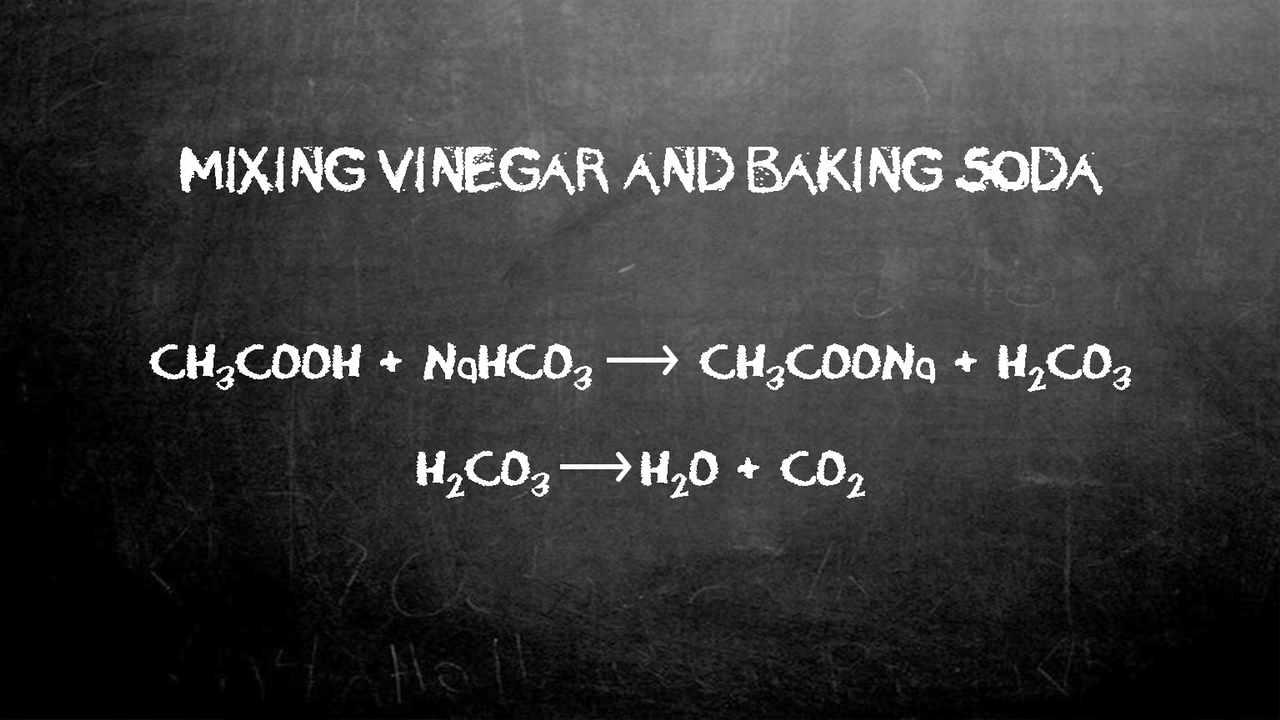 MIXING VINEGAR AND BAKING SODA
CH₃COOH + NaHCO₃ ⟶ CH₃COONa + H₂CO₃
H₂CO₃ ⟶ H₂O + CO₂